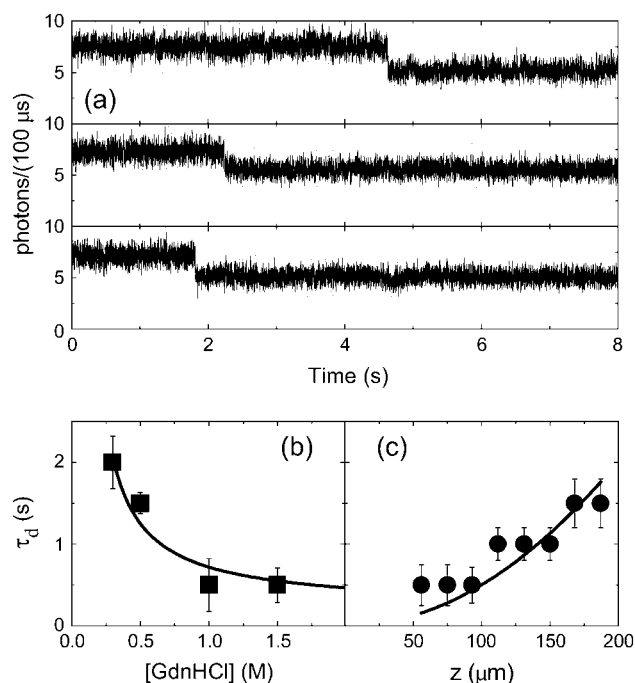 10
5
(a)
10
5
10
5
0
photons/(100 μs)
0 2 4 6 8
Time (s)
(b) (c)
2
1
0
τd (s)
0.0 0.5 1.0 1.5
50 100 150 200
[GdnHCl] (M)
z (μm)